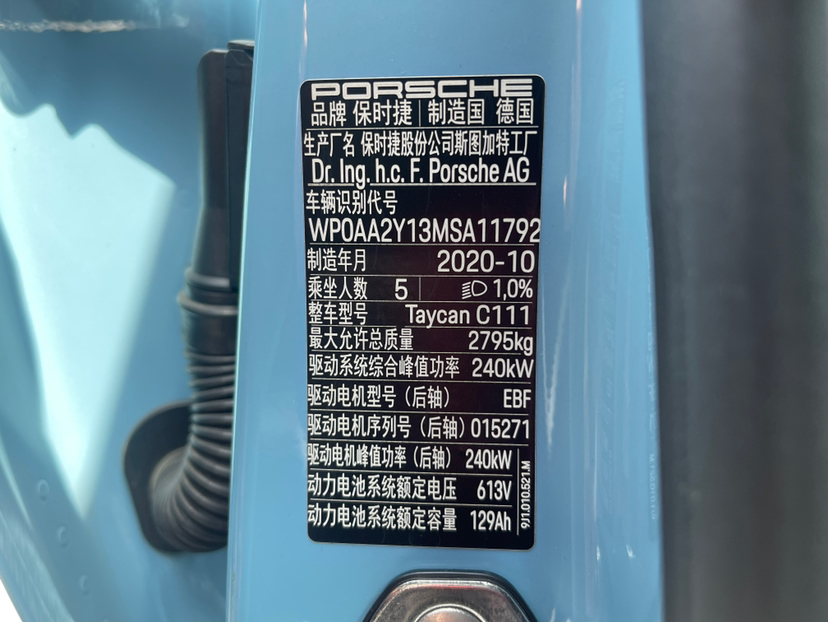 PORSCHE
品牌 保时捷 制造国 德国
生产厂名 保时捷股份公司斯图加特工厂
Dr. Ing. h.c. F. Porsche AG
车辆识别代号
WP0AA2Y13MSA11792
制造年月 2020-10
乘坐人数 5 1,0%
整车型号 Taycan C111
最大允许总质量 2795kg
驱动系统综合峰值功率 240kW
驱动电机型号（后轴） EBF
驱动电机序列号（后轴）015271
驱动电机峰值功率（后轴） 240kW
动力电池系统额定电压 613V
动力电池系统额定容量 129Ah
9J1.010.521.M